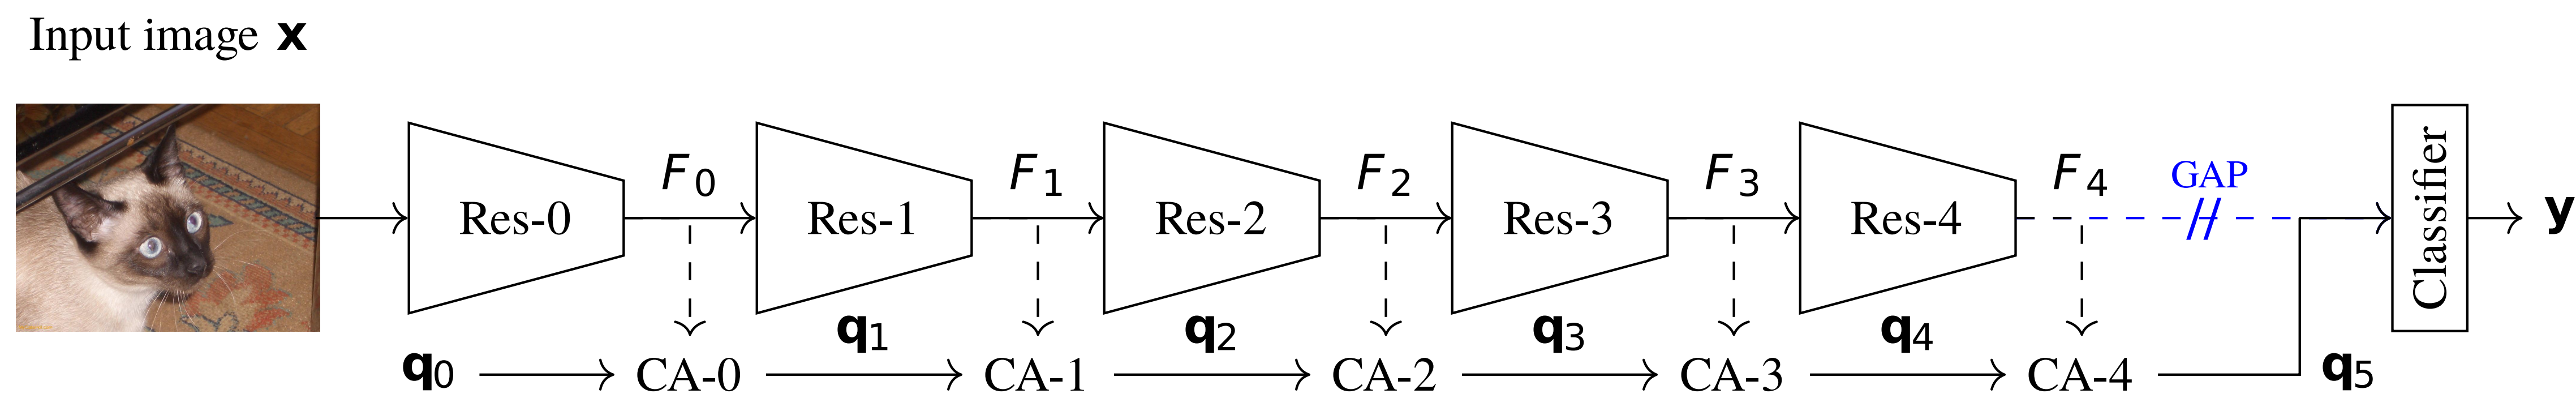 Input image x
F0 F1 F2 F3 F4 GAP
Res-0 Res-1 Res-2 Res-3 Res-4 Classifier y
q1 q2 q3 q4
q0 CA-0 CA-1 CA-2 CA-3 CA-4 q5